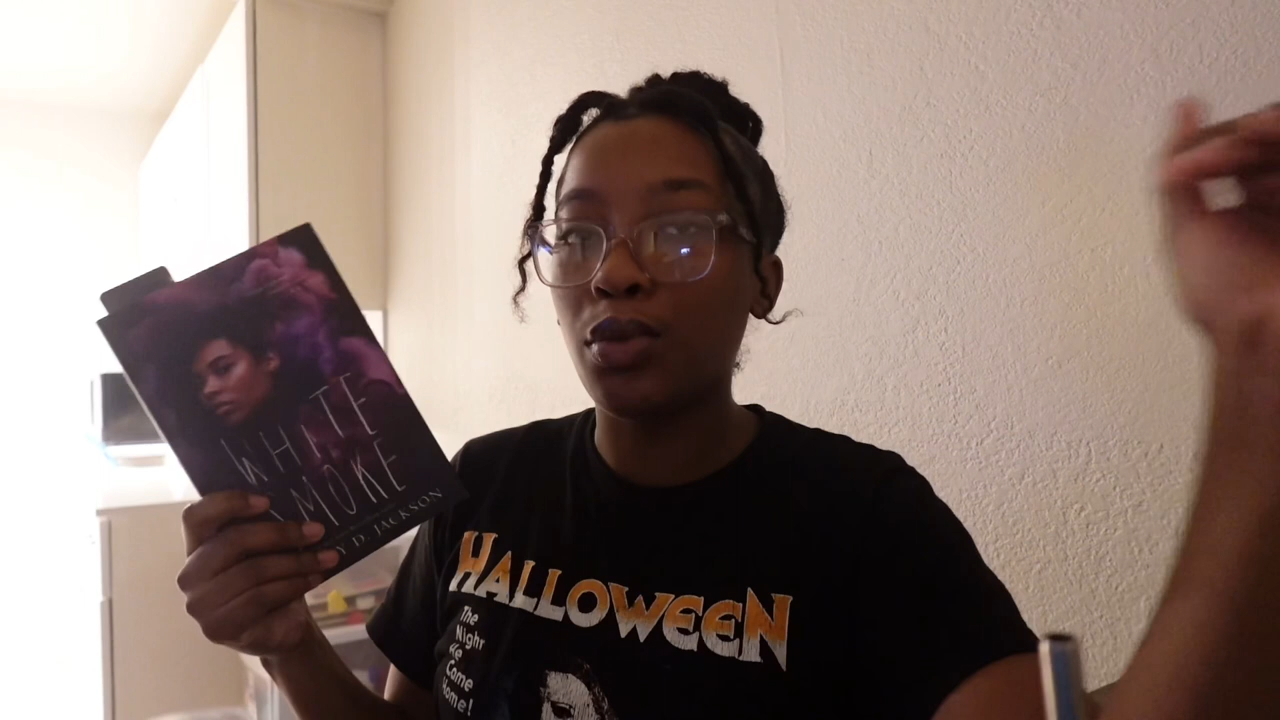 WHITE
SMOKE
Y D. JACKSON
HALLOWEEN
The
Night
He
Came
Home!